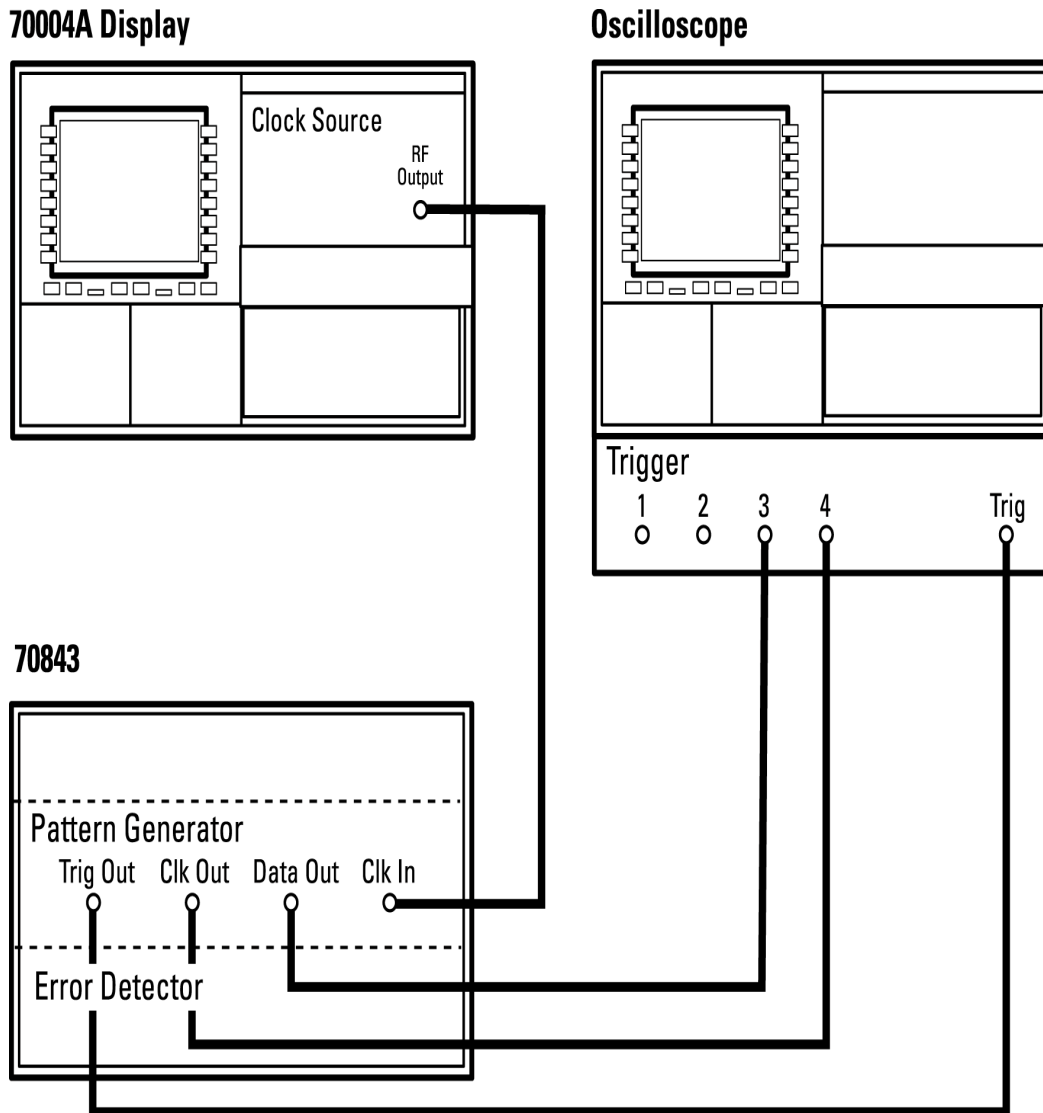 70004A Display
Clock Source
RF
Output
Oscilloscope
Trigger
1 2 3 4 Trig
70843
Pattern Generator
Trig Out Clk Out Data Out Clk In
Error Detector